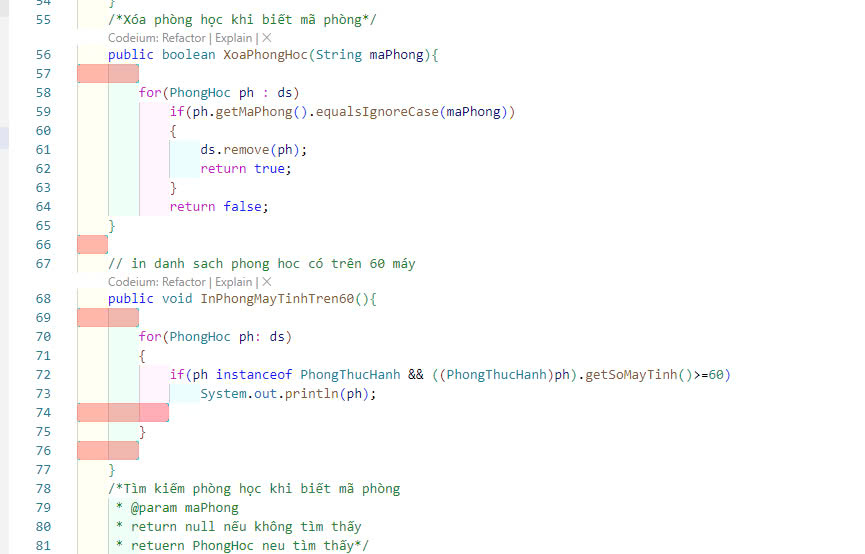 54 }
55 /*Xóa phòng học khi biết mã phòng*/
Codeium: Refactor | Explain | X
56 public boolean XoaPhongHoc(String maPhong){
57
58 for(PhongHoc ph : ds)
59 if(ph.getMaPhong().equalsIgnoreCase(maPhong))
60 {
61 ds.remove(ph);
62 return true;
63 }
64 return false;
65 }
66
67 // in danh sach phong hoc có trên 60 máy
Codeium: Refactor | Explain | X
68 public void InPhongMayTinhTren60(){
69
70 for(PhongHoc ph: ds)
71 {
72 if(ph instanceof PhongThucHanh && ((PhongThucHanh)ph).getSoMayTinh()>=60)
73 System.out.println(ph);
74
75 }
76
77 }
78 /*Tìm kiếm phòng học khi biết mã phòng
79 * @param maPhong
80 * return null nếu không tìm thấy
81 * retuern PhongHoc neu tìm thấy*/